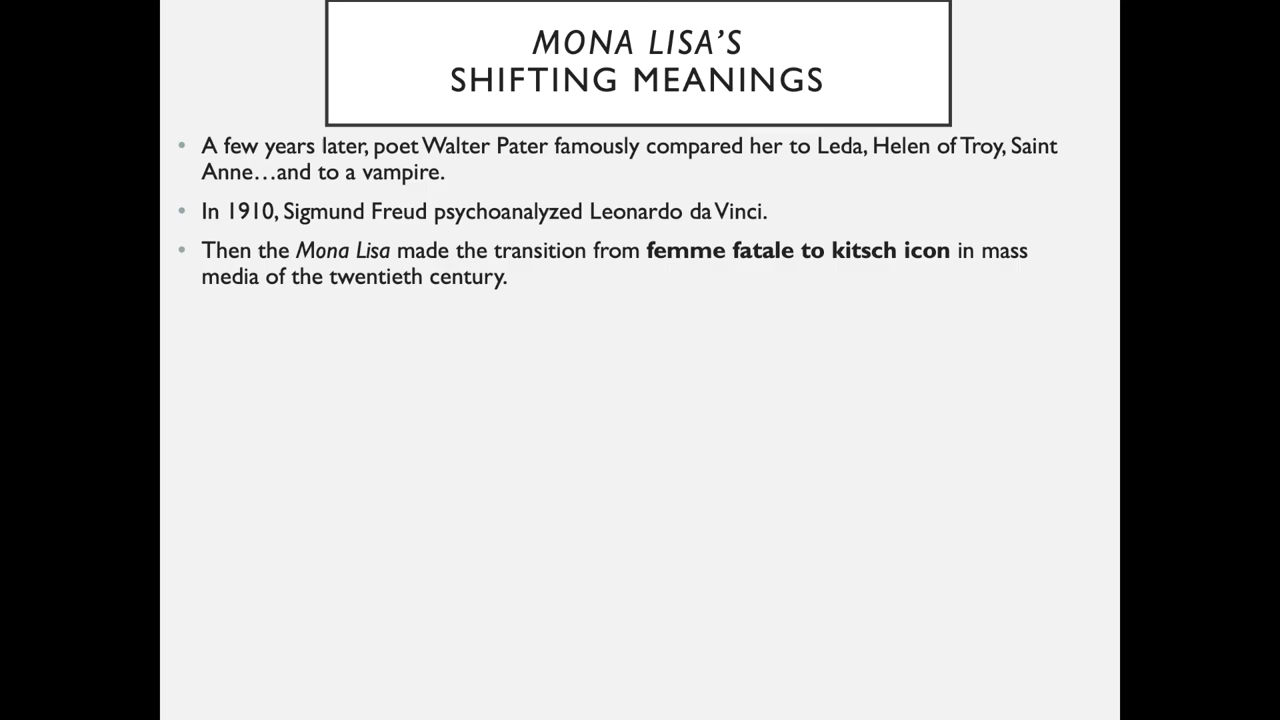 MONA LISA'S
SHIFTING MEANINGS
• A few years later, poet Walter Pater famously compared her to Leda, Helen of Troy, Saint
Anne…and to a vampire.
• In 1910, Sigmund Freud psychoanalyzed Leonardo da Vinci.
• Then the Mona Lisa made the transition from femme fatale to kitsch icon in mass
media of the twentieth century.